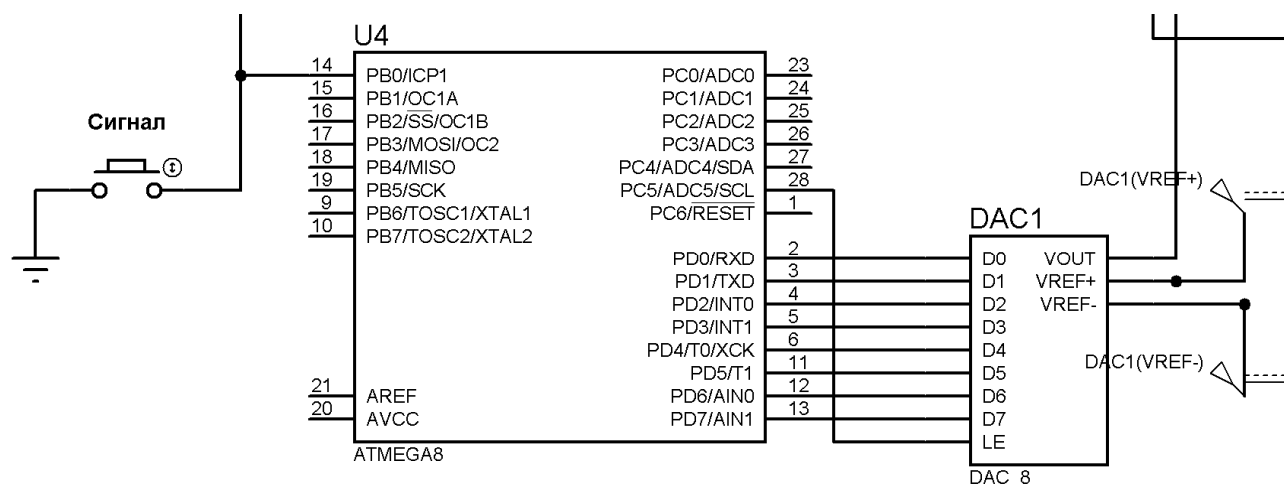 U4
14 PB0/ICP1 PC0/ADC0 23
15 PB1/OC1A PC1/ADC1 24
16 PB2/SS/OC1B PC2/ADC2 25
Сигнал
17 PB3/MOSI/OC2 PC3/ADC3 26
18 PB4/MISO PC4/ADC4/SDA 27
19 PB5/SCK PC5/ADC5/SCL 28
DAC1(VREF+)
9 PB6/TOSC1/XTAL1 PC6/RESET 1
10 PB7/TOSC2/XTAL2
DAC1
PD0/RXD 2 D0 VOUT
PD1/TXD 3 D1 VREF+
PD2/INT0 4 D2 VREF-
PD3/INT1 5 D3
PD4/T0/XCK 6 D4
DAC1(VREF-)
PD5/T1 11 D5
21 AREF PD6/AIN0 12 D6
20 AVCC PD7/AIN1 13 D7
LE
ATMEGA8
DAC 8